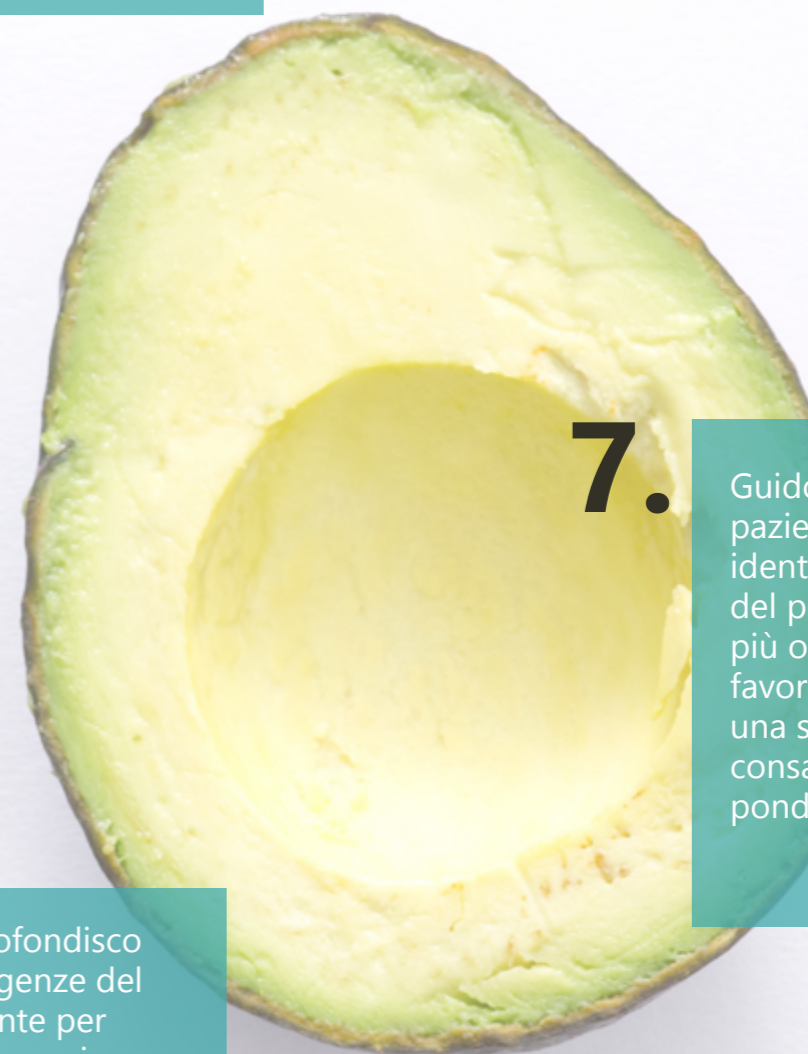 7.
Guido
pazie
ident
del p
più o
favor
una s
consa
pond
ofondisco
genze del
nte per